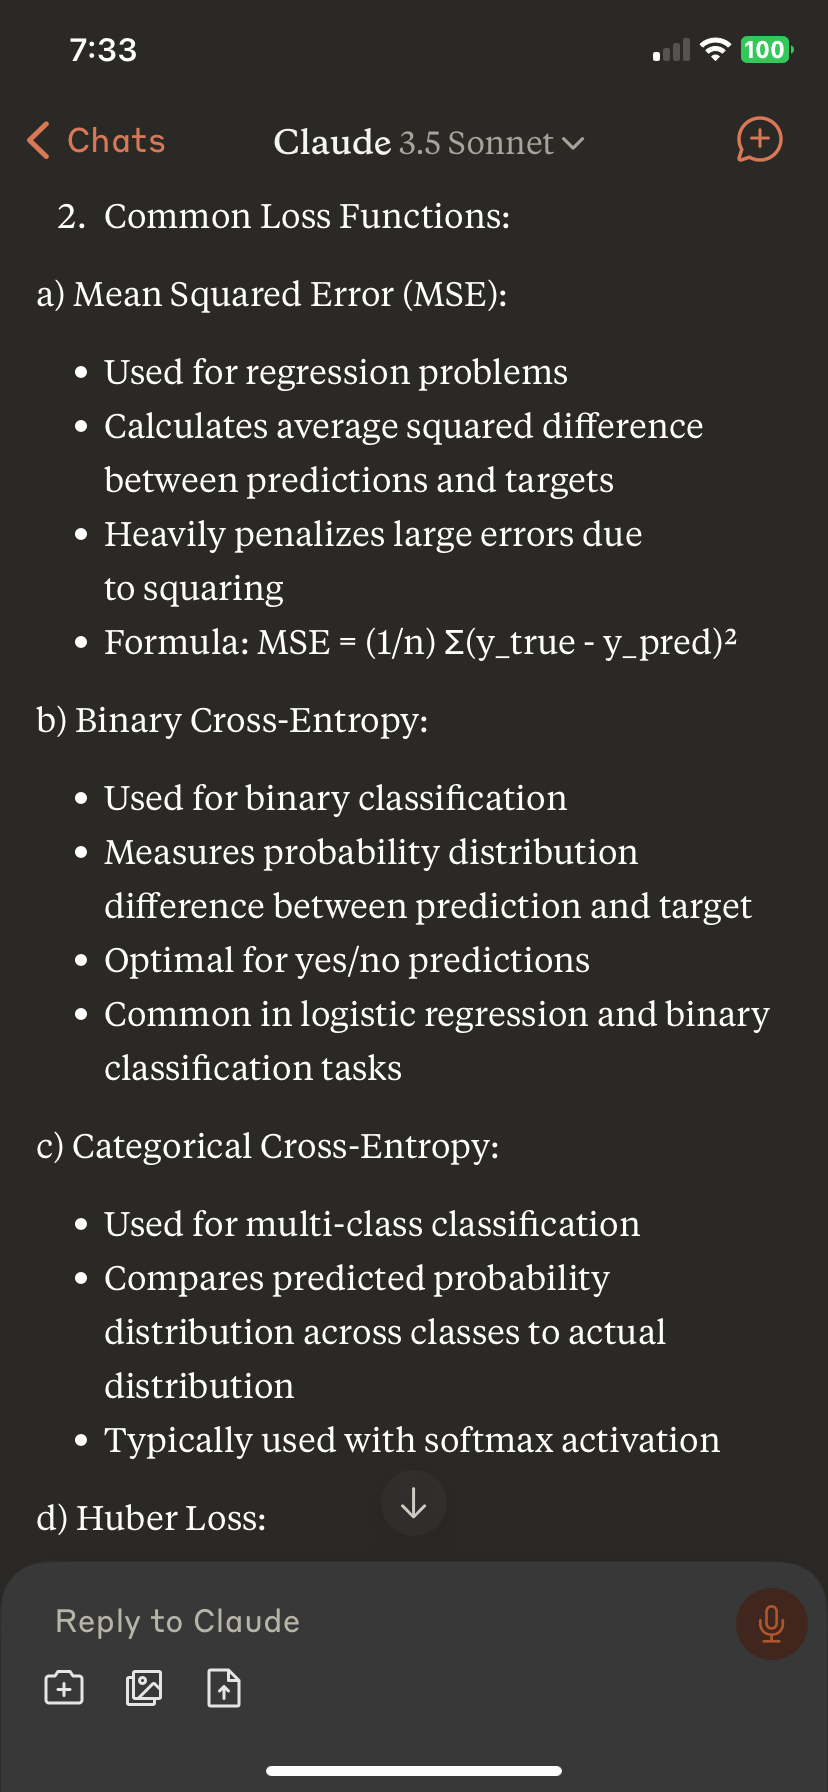 7:33
100
Chats
Claude 3.5 Sonnet
2. Common Loss Functions:
a) Mean Squared Error (MSE):
• Used for regression problems
• Calculates average squared difference
between predictions and targets
• Heavily penalizes large errors due
to squaring
• Formula: MSE = (1/n) Σ(y_true - y_pred)²
b) Binary Cross-Entropy:
• Used for binary classification
• Measures probability distribution
difference between prediction and target
• Optimal for yes/no predictions
• Common in logistic regression and binary
classification tasks
c) Categorical Cross-Entropy:
• Used for multi-class classification
• Compares predicted probability
distribution across classes to actual
distribution
• Typically used with softmax activation
d) Huber Loss:
Reply to Claude